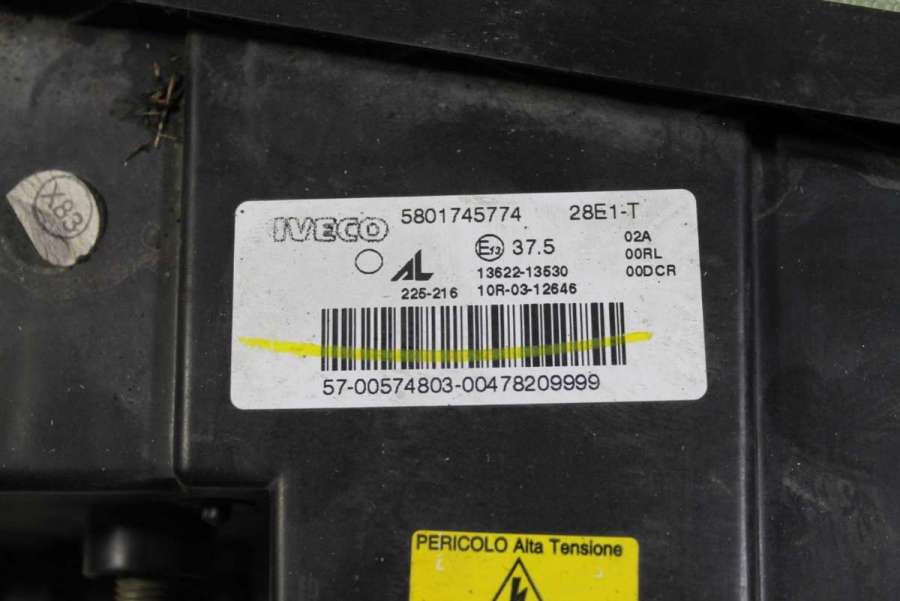 X83
IVECO 5801745774 28E1-T
E13 37.5 02A
00RL
AL 13622-13530 00DCR
225-216 10R-03-12646
57-00574803-00478209999
PERICOLO Alta Tensione